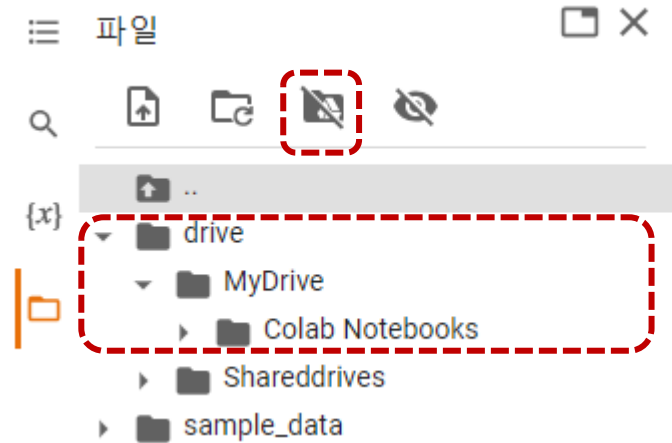 파일
{x}
..
drive
MyDrive
Colab Notebooks
Shareddrives
sample_data